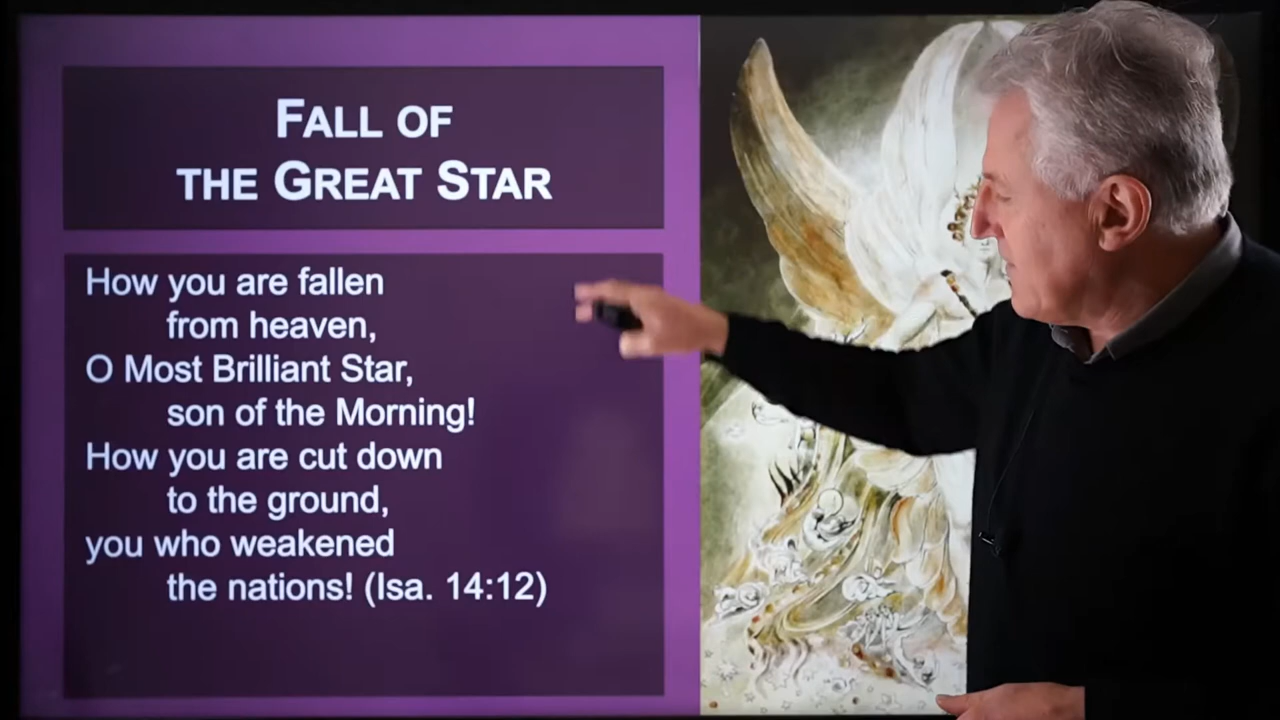 FALL OF
THE GREAT STAR
How you are fallen
from heaven,
O Most Brilliant Star,
son of the Morning!
How you are cut down
to the ground,
you who weakened
the nations! (Isa. 14:12)